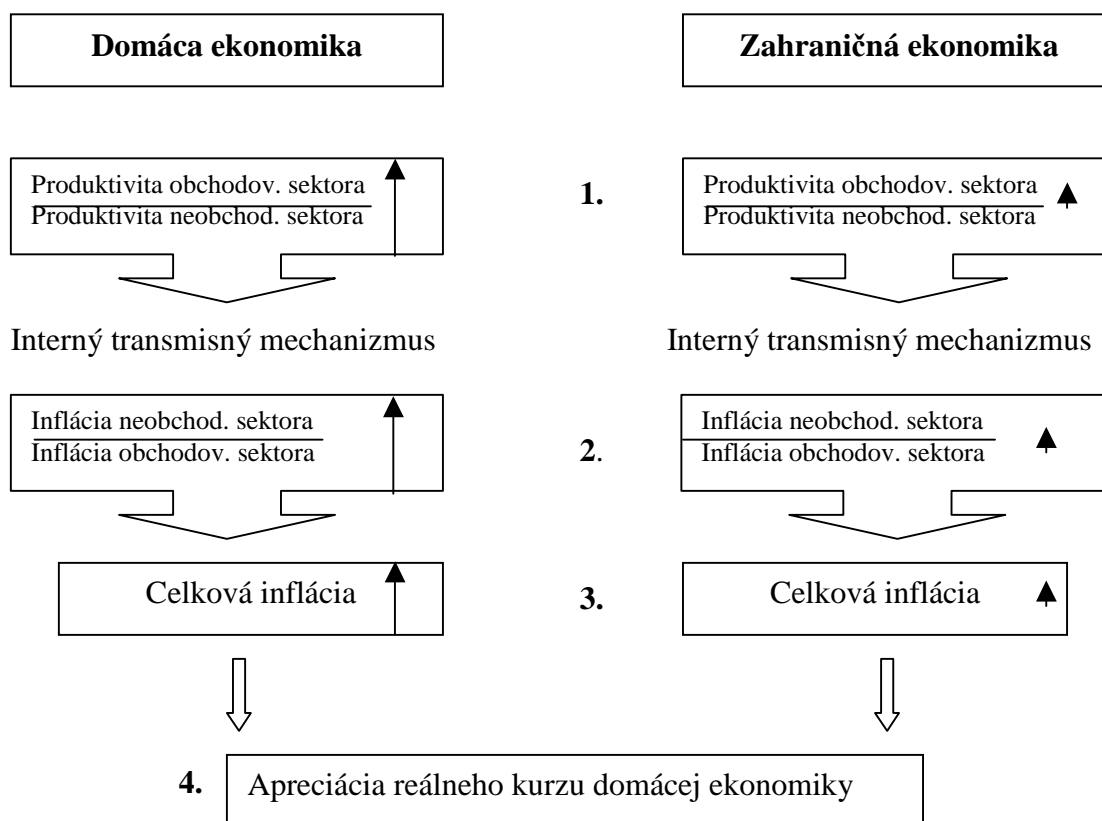 Domáca ekonomika
Zahraničná ekonomika
Produktivita obchodov. sektora
Produktivita neobchod. sektora
1.
Produktivita obchodov. sektora
Produktivita neobchod. sektora
Interný transmisný mechanizmus
Interný transmisný mechanizmus
Inflácia neobchod. sektora
Inflácia obchodov. sektora
2.
Inflácia neobchod. sektora
Inflácia obchodov. sektora
Celková inflácia
3.
Celková inflácia
4.
Apreciácia reálneho kurzu domácej ekonomiky